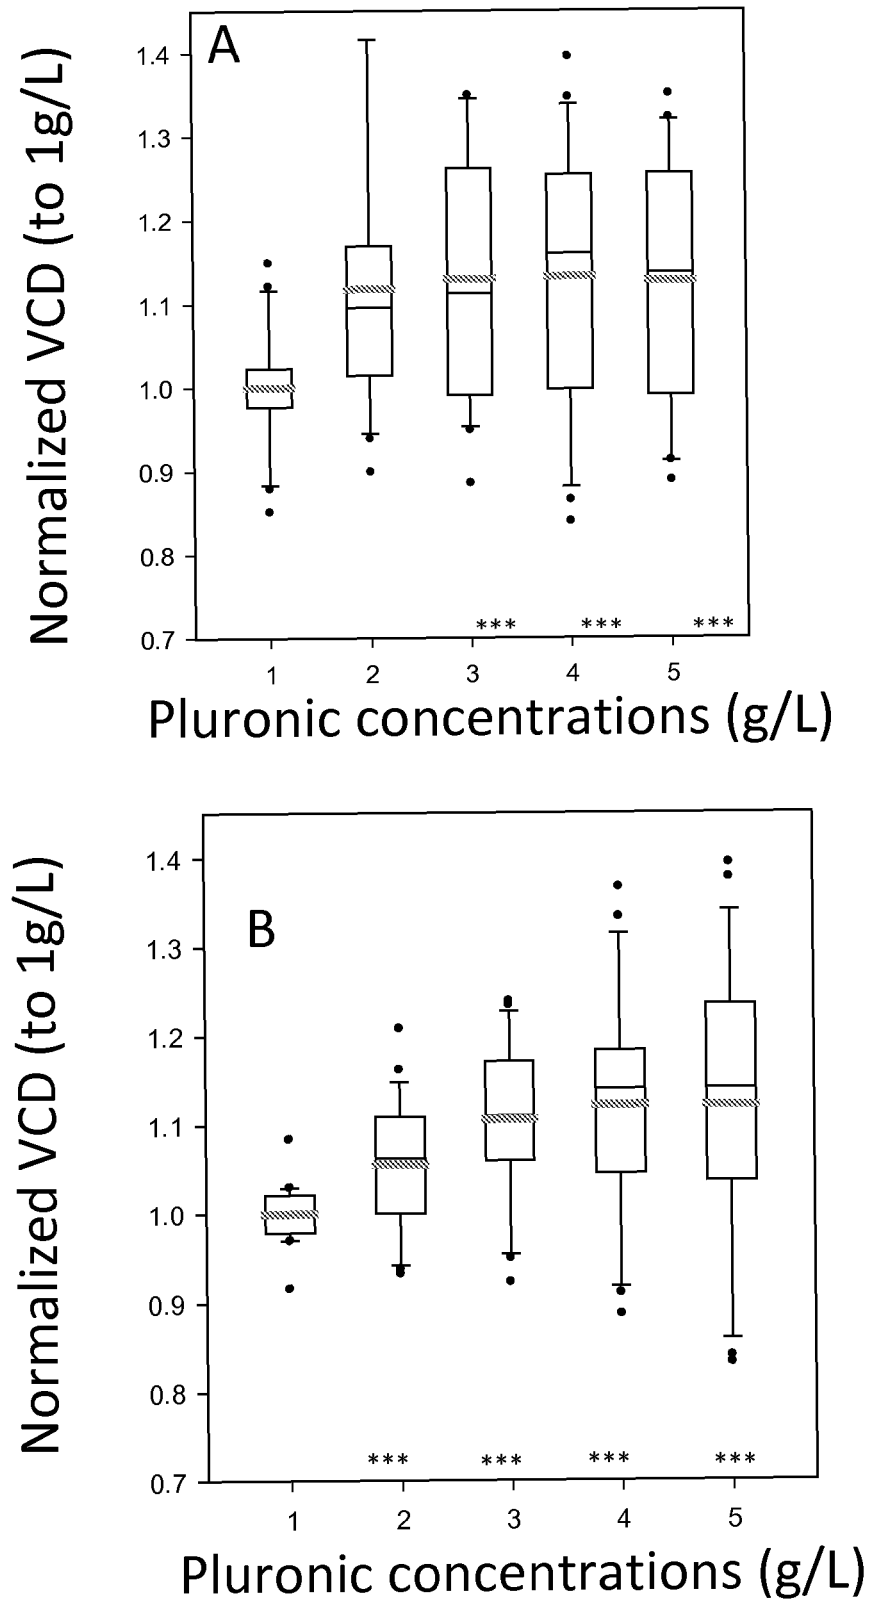 A
Normalized VCD (to 1g/L)
1.4
1.3
1.2
1.1
1.0
0.9
0.8
0.7
*** *** ***
1 2 3 4 5
Pluronic concentrations (g/L)
B
Normalized VCD (to 1g/L)
1.4
1.3
1.2
1.1
1.0
0.9
0.8
0.7
*** *** *** ***
1 2 3 4 5
Pluronic concentrations (g/L)